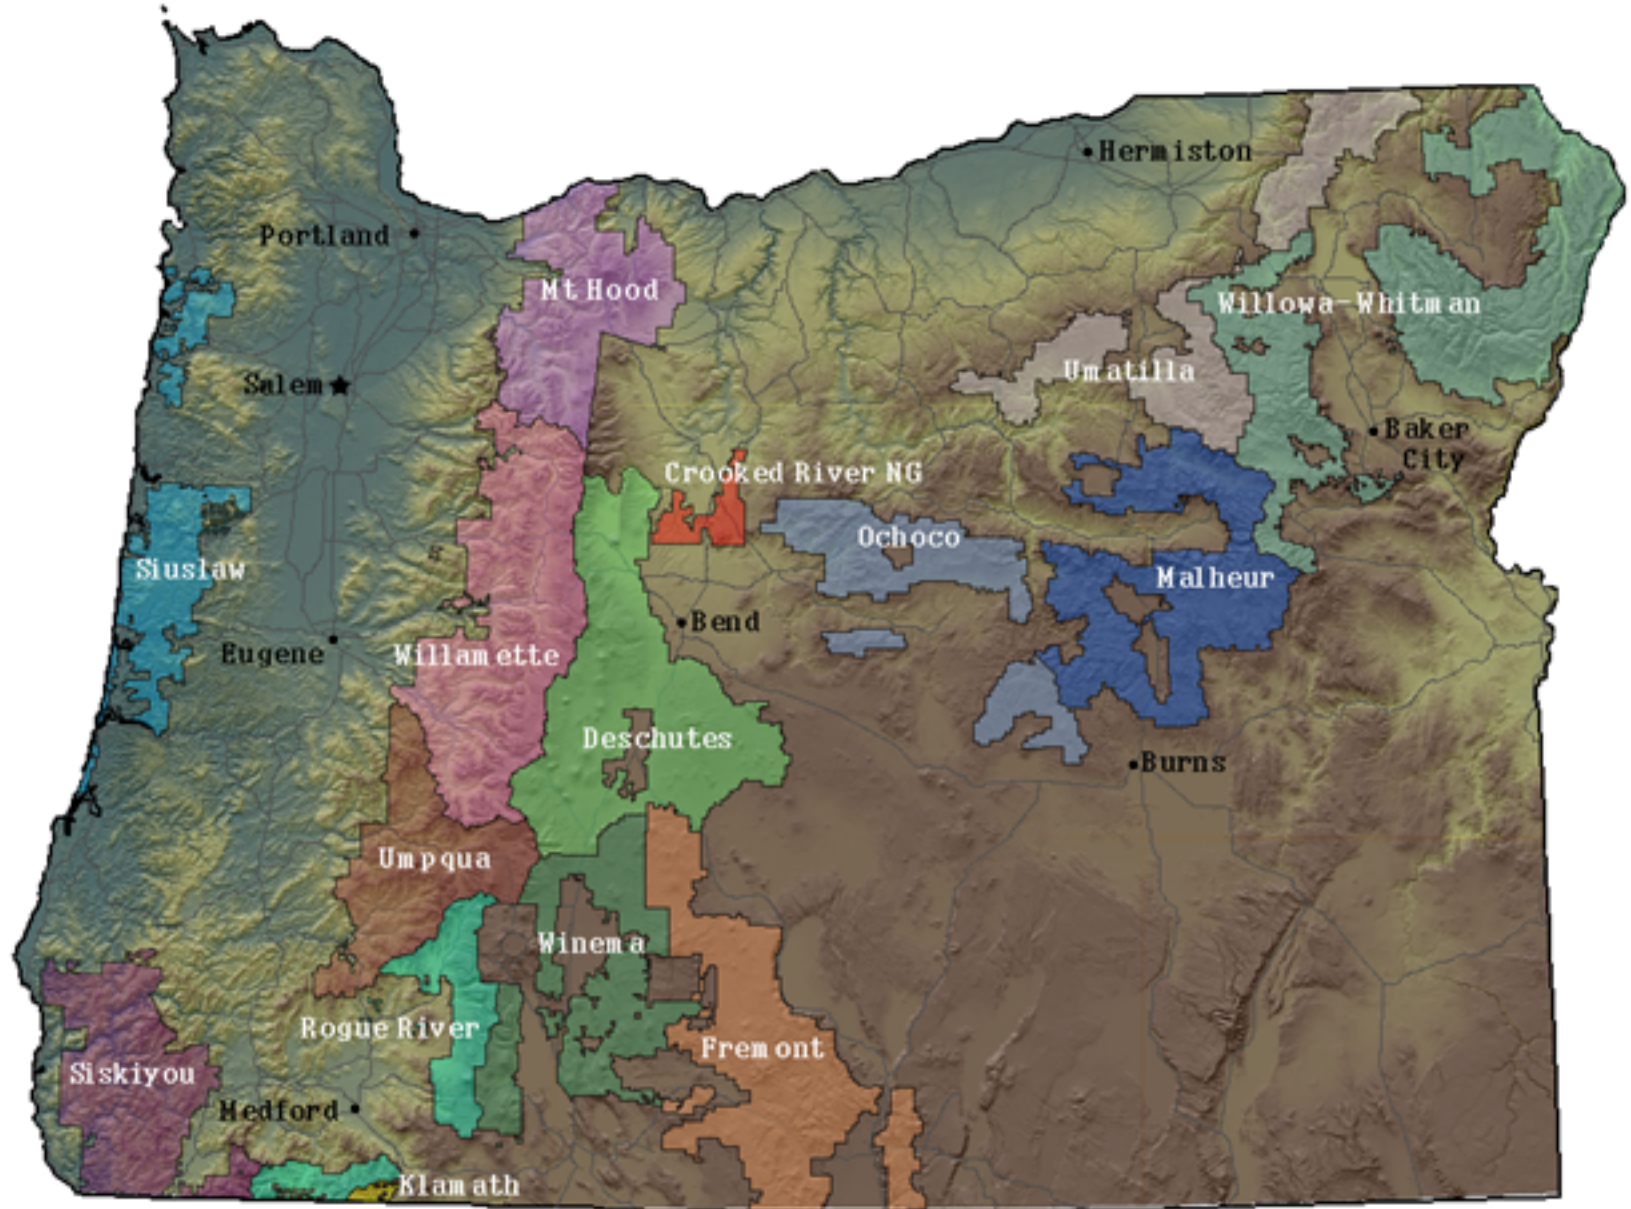 Hermiston
Portland
Mt Hood
Willowa-Whitman
Umatilla
Salem
Baker
City
Crooked River NG
Ochoco
Siuslaw
Malheur
Bend
Eugene
Willamette
Deschutes
Burns
Umpqua
Winema
Rogue River
Fremont
Siskiyou
Medford
Klamath